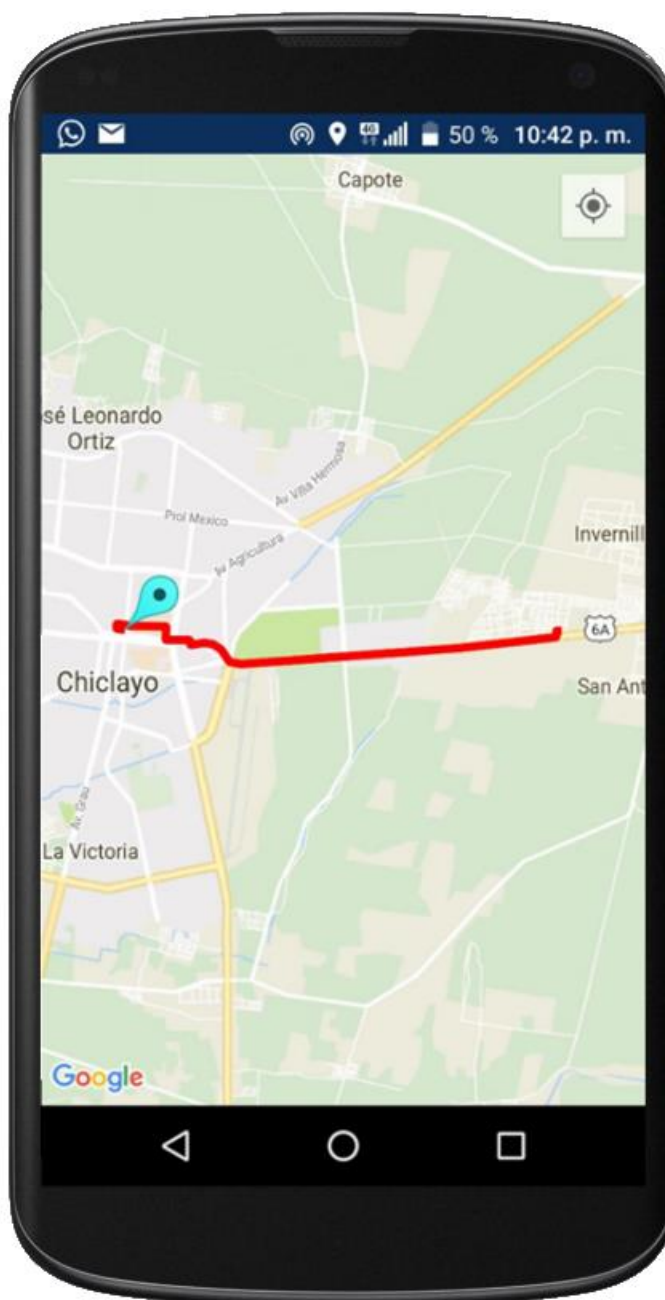 4G 50 % 10:42 p. m.
Capote
sé Leonardo
Ortiz
Av Villa Hermosa
Prol Mexico
Av Agricultura
Invernill
6A
Chiclayo
San Ant
Av. Grau
La Victoria
Google